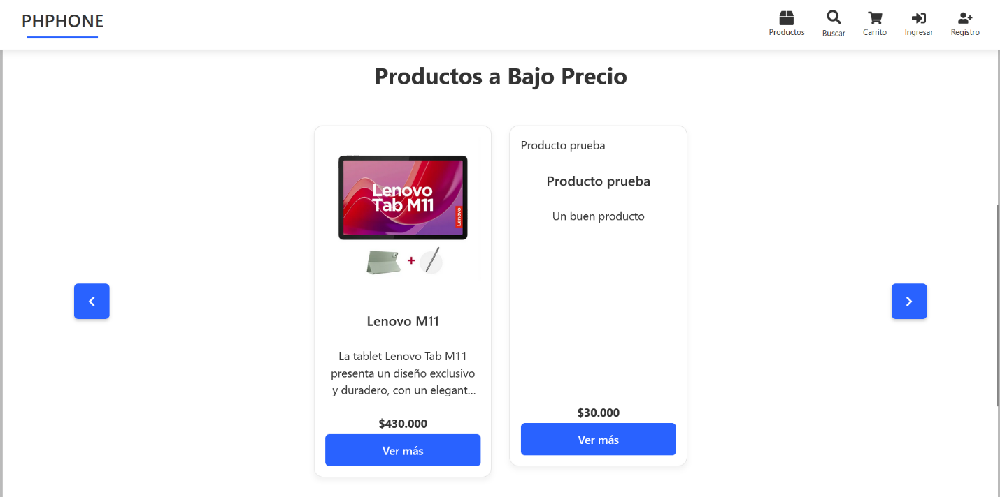 PHPHONE
Productos
Buscar
Carrito
Ingresar
Registro
Productos a Bajo Precio
Lenovo
Tab M11
Lenovo
+
Lenovo M11
La tablet Lenovo Tab M11
presenta un diseño exclusivo
y duradero, con un elegant...
$430.000
Ver más
Producto prueba
Producto prueba
Un buen producto
$30.000
Ver más